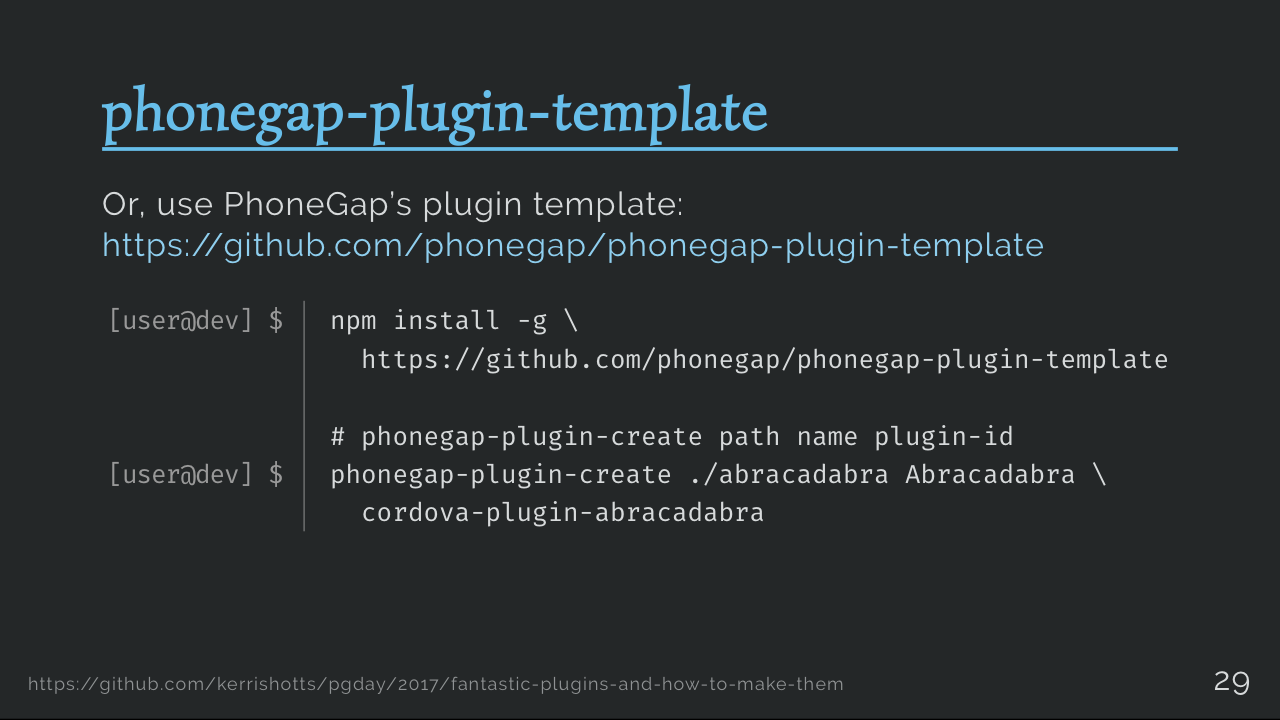 phonegap-plugin-template
Or, use PhoneGap’s plugin template:
https://github.com/phonegap/phonegap-plugin-template
[user@dev] $ npm install -g \
https://github.com/phonegap/phonegap-plugin-template
# phonegap-plugin-create path name plugin-id
[user@dev] $ phonegap-plugin-create ./abracadabra Abracadabra \
cordova-plugin-abracadabra
https://github.com/kerrishotts/pgday/2017/fantastic-plugins-and-how-to-make-them
29